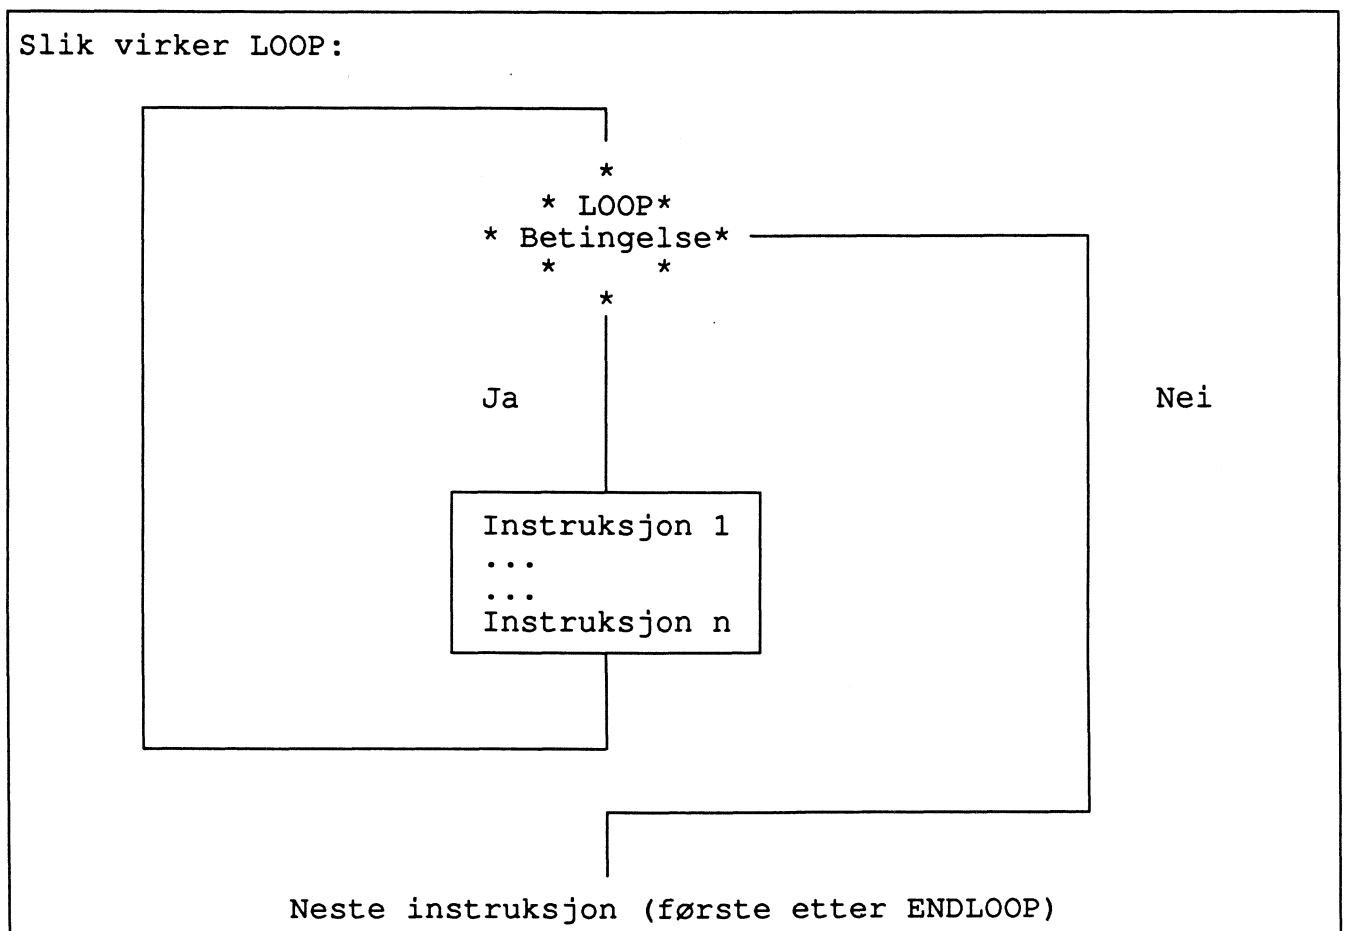 Slik virker LOOP:
*
* LOOP*
* Betingelse*
* *
*
Ja Nei
Instruksjon 1
...
...
Instruksjon n
Neste instruksjon (første etter ENDLOOP)